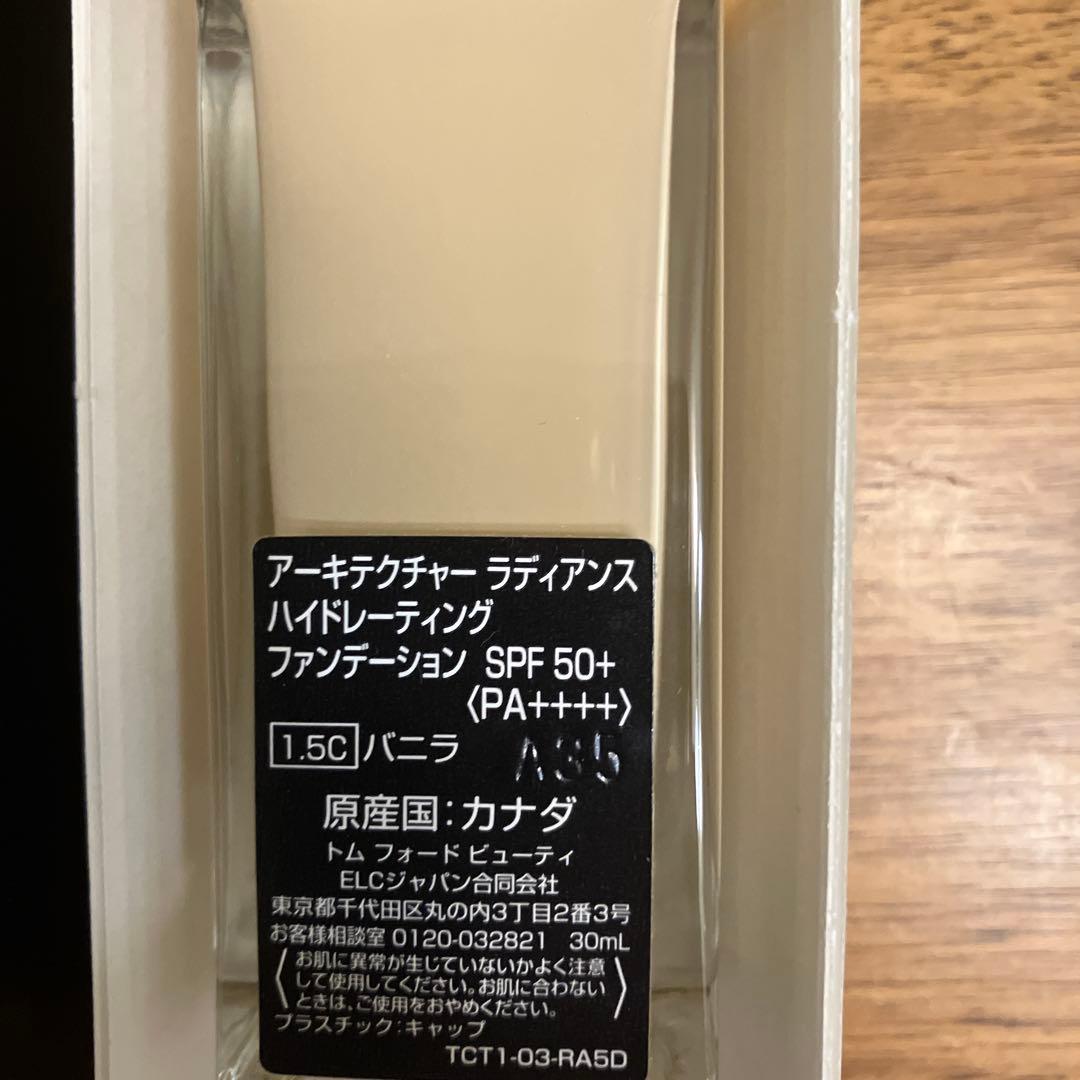 アーキテクチャー ラディアンス
ハイドレーティング
ファンデーション SPF 50+
〈PA++++〉
1.5C バニラ A35
原産国:カナダ
トム フォード ビューティ
ELCジャパン合同会社
東京都千代田区丸の内3丁目2番3号
お客様相談室 0120-032821 30mL
〈お肌に異常が生じていないかよく注意
して使用してください。お肌に合わない
ときは、ご使用をおやめください。〉
プラスチック:キャップ
TCT1-03-RA5D